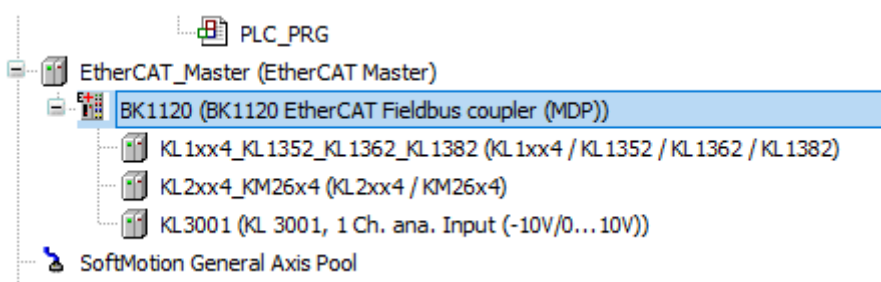 PLC_PRG
EtherCAT_Master (EtherCAT Master)
BK1120 (BK1120 EtherCAT Fieldbus coupler (MDP))
KL1xx4_KL1352_KL1362_KL1382 (KL1xx4 / KL1352 / KL1362 / KL1382)
KL2xx4_KM26x4 (KL2xx4 / KM26x4)
KL3001 (KL 3001, 1 Ch. ana. Input (-10V/0...10V))
SoftMotion General Axis Pool